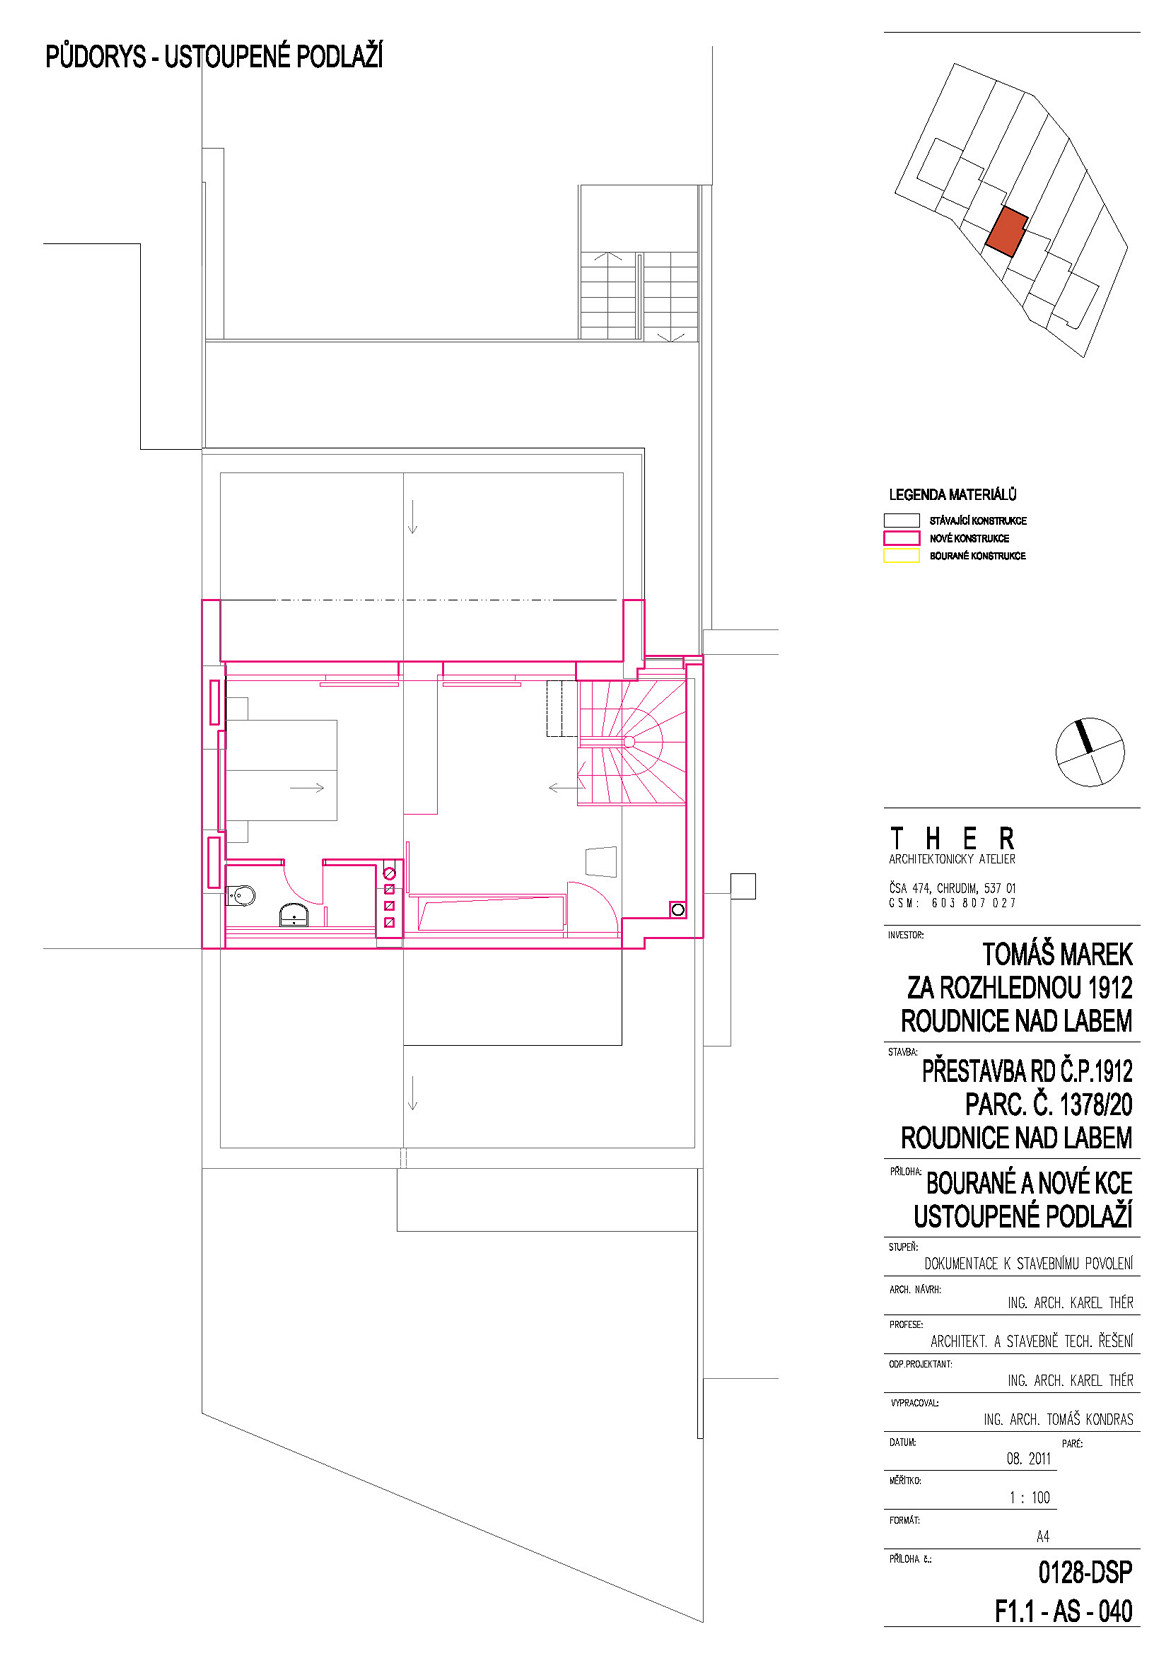 PŮDORYS - USTOUPENÉ PODLAŽÍ
LEGENDA MATERIÁLŮ
STÁVAJÍCÍ KONSTRUKCE
NOVÉ KONSTRUKCE
BOURANÉ KONSTRUKCE
T H E R
ARCHITEKTONICKÝ ATELIER
ČSA 474, CHRUDIM, 537 01
GSM: 603 807 027
INVESTOR:
TOMÁŠ MAREK
ZA ROZHLEDNOU 1912
ROUDNICE NAD LABEM
STAVBA:
PŘESTAVBA RD Č.P.1912
PARC. Č. 1378/20
ROUDNICE NAD LABEM
PŘÍLOHA:
BOURANÉ A NOVÉ KCE
USTOUPENÉ PODLAŽÍ
STUPEŇ:
DOKUMENTACE K STAVEBNÍMU POVOLENÍ
ARCH. NÁVRH:
ING. ARCH. KAREL THÉR
PROFESE:
ARCHITEKT. A STAVEBNĚ TECH. ŘEŠENÍ
ODP.PROJEKTANT:
ING. ARCH. KAREL THÉR
VYPRACOVAL:
ING. ARCH. TOMÁŠ KONDRAS
DATUM:
PARÉ:
08. 2011
MĚŘÍTKO:
1 : 100
FORMÁT:
A4
PŘÍLOHA č.:
0128-DSP
F1.1 - AS - 040